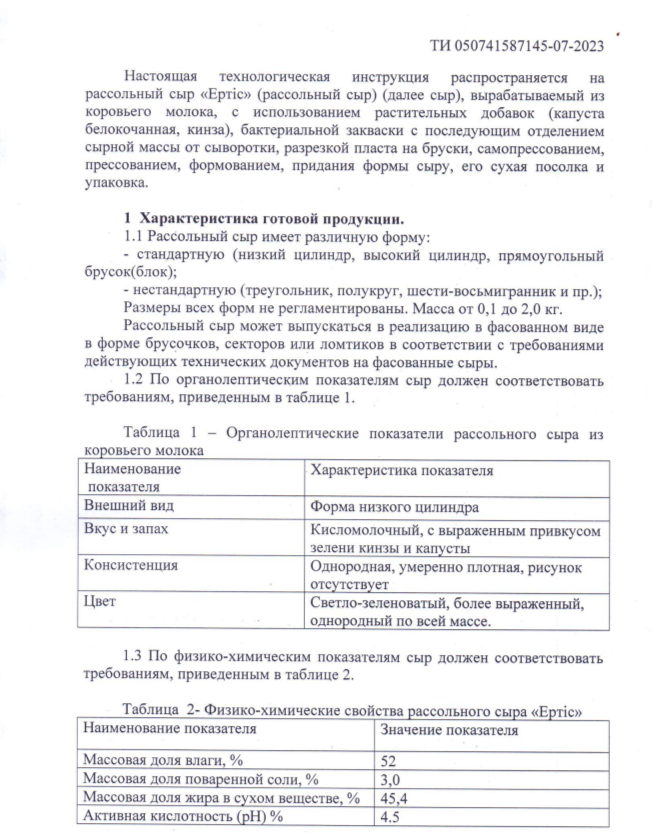 ТИ 050741587145-07-2023
Настоящая технологическая инструкция распространяется на
рассольный сыр «Ертіс» (рассольный сыр) (далее сыр), вырабатываемый из
коровьего молока, с использованием растительных добавок (капуста
белокочанная, кинза), бактериальной закваски с последующим отделением
сырной массы от сыворотки, разрезкой пласта на бруски, самопрессованием,
прессованием, формованием, придания формы сыру, его сухая посолка и
упаковка.
1 Характеристика готовой продукции.
1.1 Рассольный сыр имеет различную форму:
- стандартную (низкий цилиндр, высокий цилиндр, прямоугольный
брусок(блок);
- нестандартную (треугольник, полукруг, шести-восьмигранник и пр.);
Размеры всех форм не регламентированы. Масса от 0,1 до 2,0 кг.
Рассольный сыр может выпускаться в реализацию в фасованном виде
в форме брусочков, секторов или ломтиков в соответствии с требованиями
действующих технических документов на фасованные сыры.
1.2 По органолептическим показателям сыр должен соответствовать
требованиям, приведенным в таблице 1.
Таблица 1 – Органолептические показатели рассольного сыра из
коровьего молока
Наименование Характеристика показателя
показателя
Внешний вид Форма низкого цилиндра
Вкус и запах Кисломолочный, с выраженным привкусом
зелени кинзы и капусты
Консистенция Однородная, умеренно плотная, рисунок
отсутствует
Цвет Светло-зеленоватый, более выраженный,
однородный по всей массе.
1.3 По физико-химическим показателям сыр должен соответствовать
требованиям, приведенным в таблице 2.
Таблица 2- Физико-химические свойства рассольного сыра «Ертіс»
Наименование показателя Значение показателя
Массовая доля влаги, % 52
Массовая доля поваренной соли, % 3,0
Массовая доля жира в сухом веществе, % 45,4
Активная кислотность (рН) % 4.5